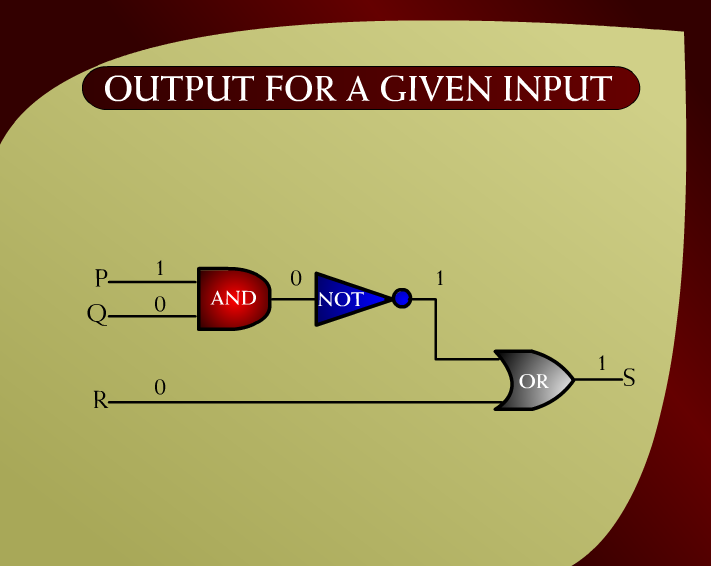 OUTPUT FOR A GIVEN INPUT
P 1
Q 0
AND
0
NOT
1
R 0
OR
1 S